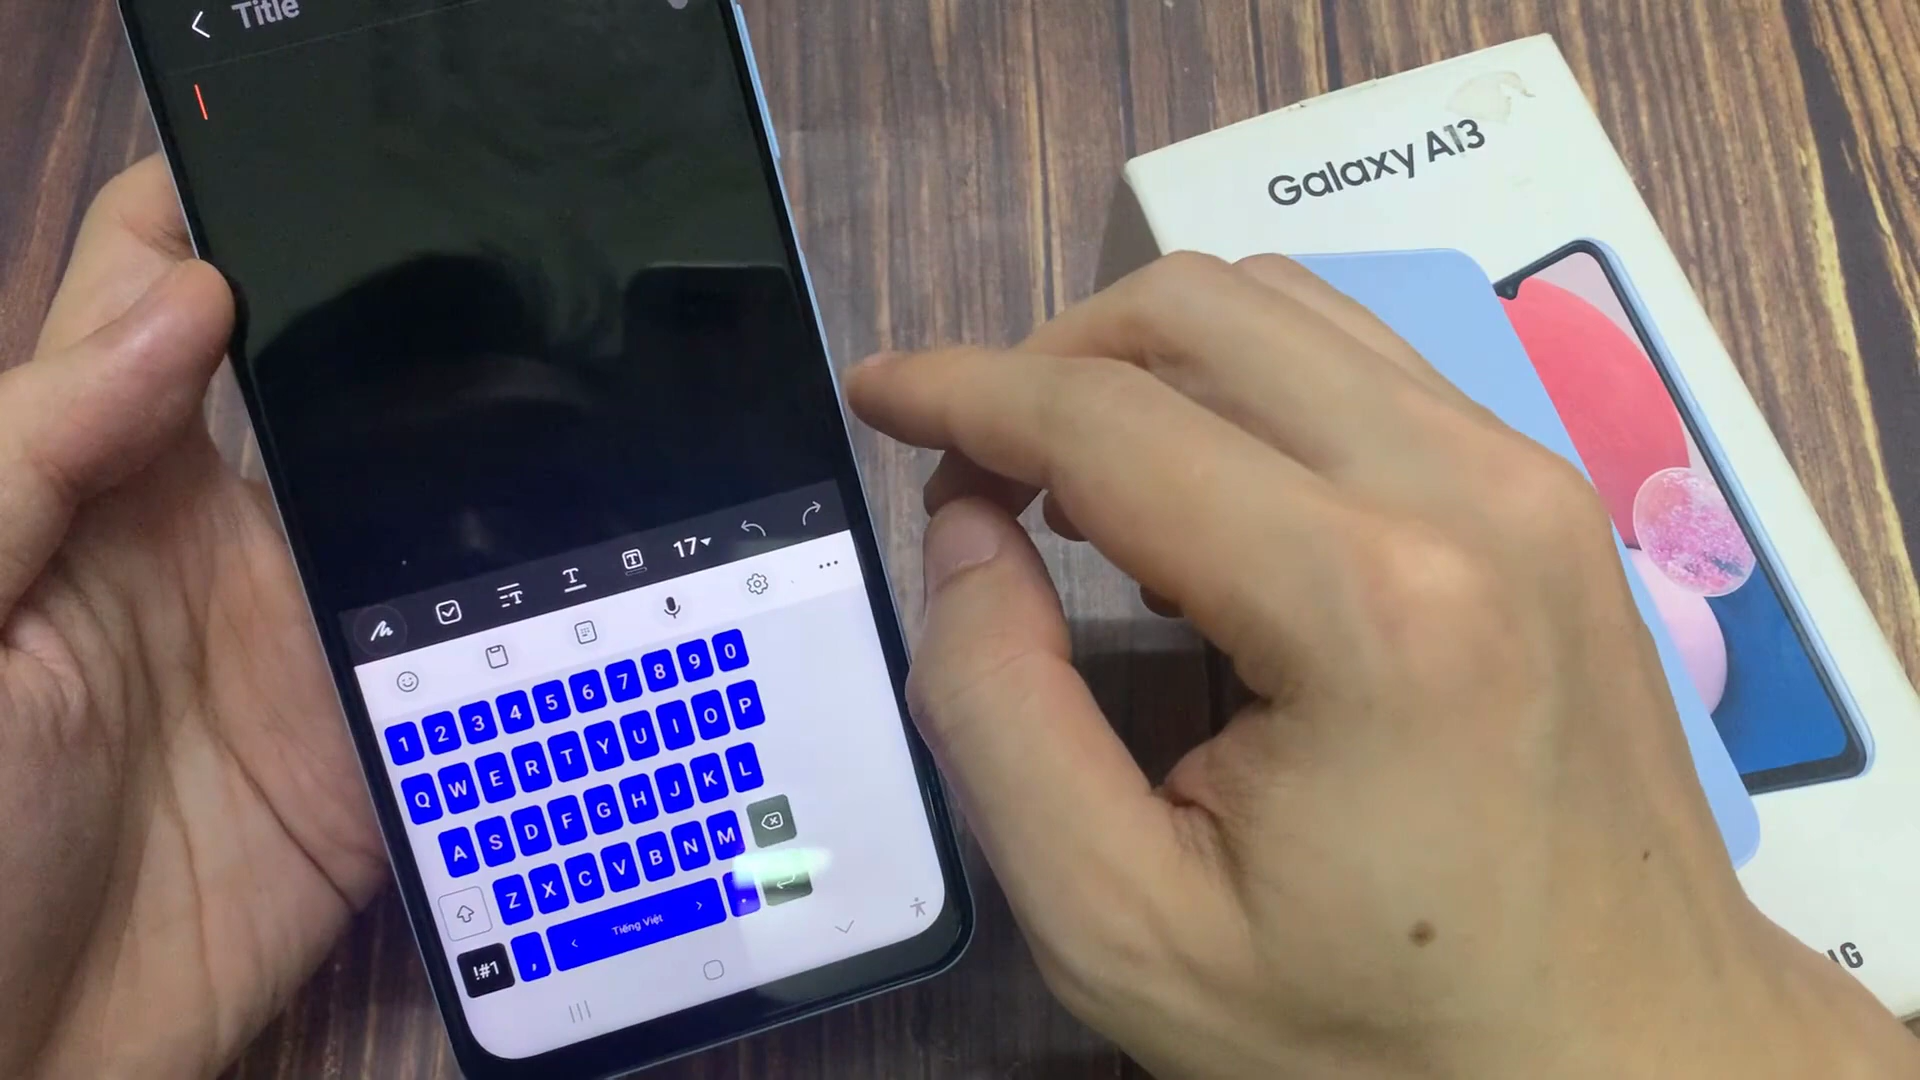 Title
Galaxy A13
17
1 2 3 4 5 6 7 8 9 0
Q W E R T Y U I O P
A S D F G H J K L
Z X C V B N M
!#1 , < Tiếng Việt > .